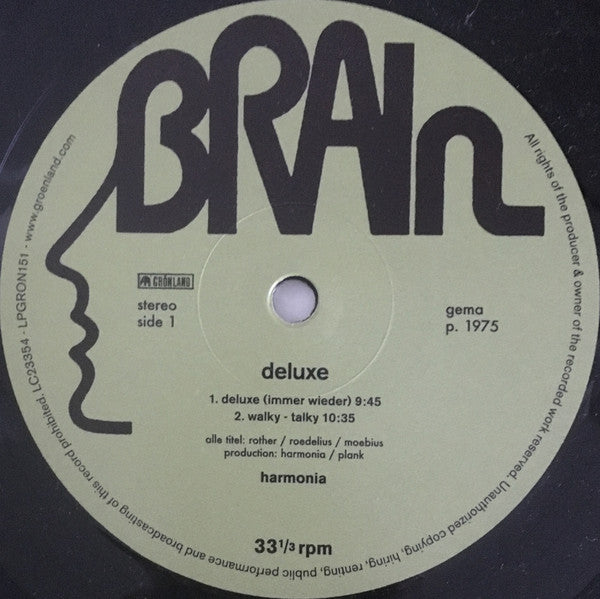 BRAIn
GRÖNLAND
stereo
side 1
gema
p. 1975
deluxe
1. deluxe (immer wieder) 9:45
2. walky - talky 10:35
alle titel: rother / roedelius / moebius
production: harmonia / plank
harmonia
33 1/3 rpm
All rights of the producer & owner of the recorded work reserved. Unauthorized copying, hiring, renting, public performance and broadcasting of this record prohibited. LC23354 - LPGRON151 - www.groenland.com